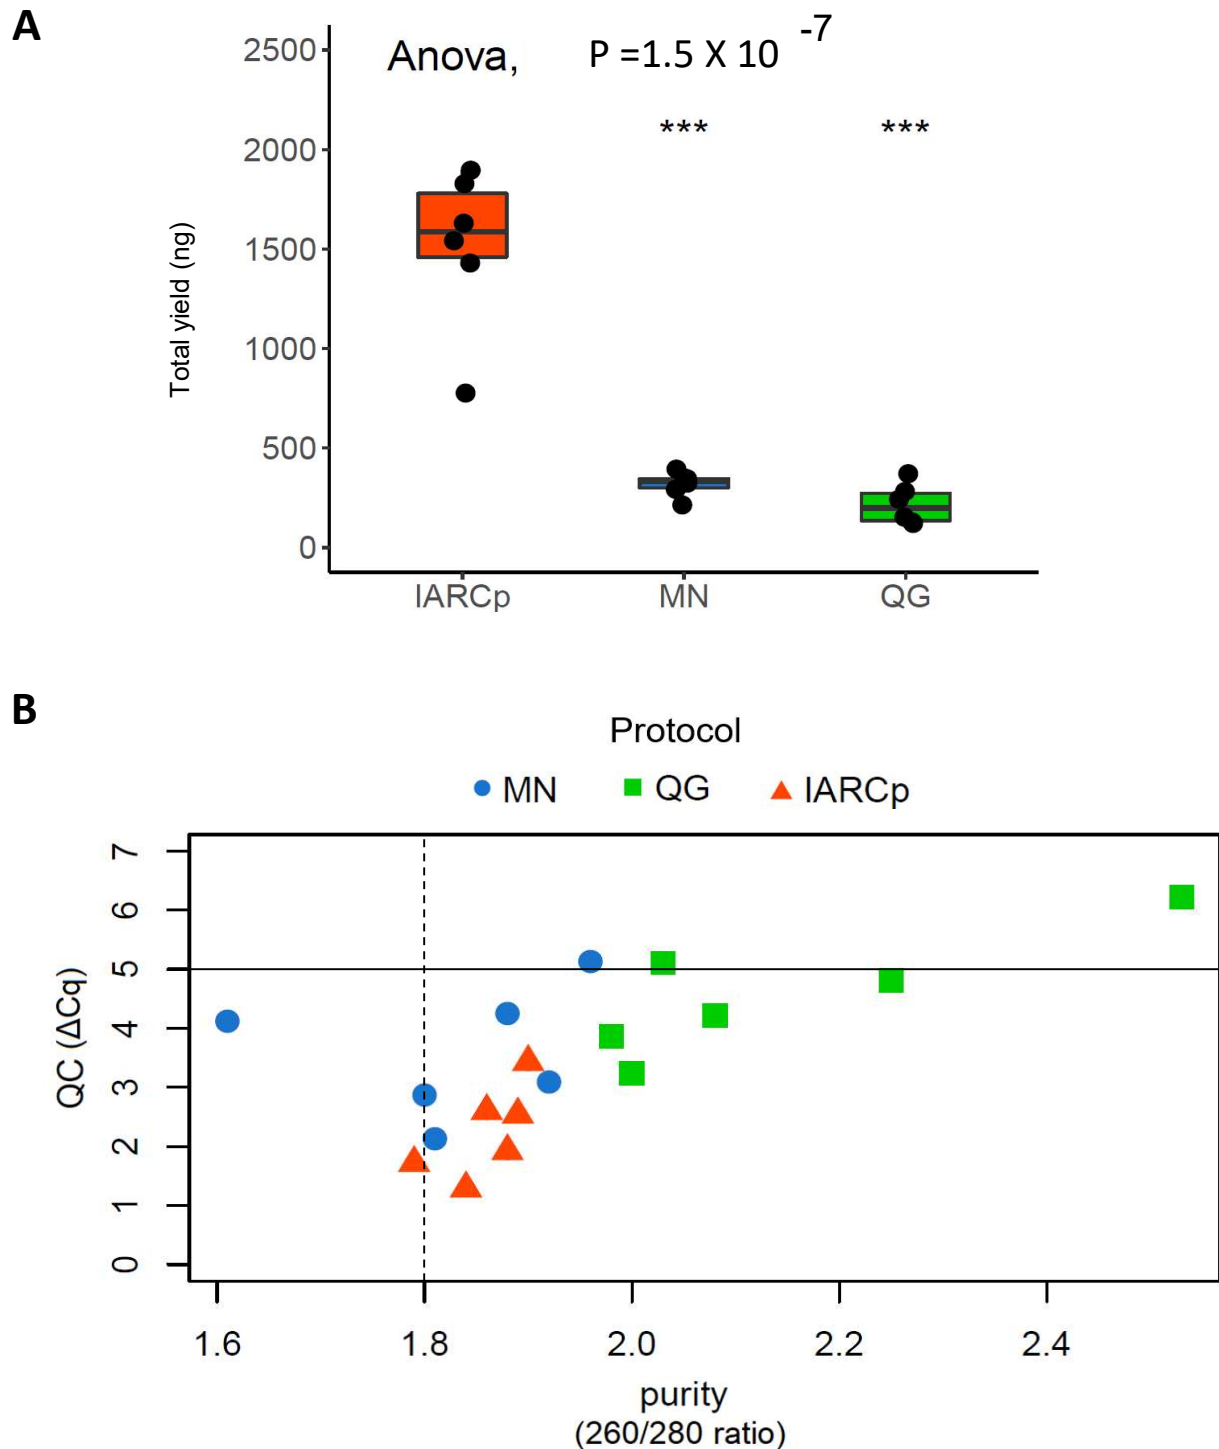 A
Anova, P =1.5 X 10 -7
2500
*** ***
2000
1500
1000
500
0
Total yield (ng)
IARCp MN QG
B
Protocol
MN QG IARCp
7
6
5
4
3
2
1
0
QC (ΔCq)
1.6 1.8 2.0 2.2 2.4
purity
(260/280 ratio)